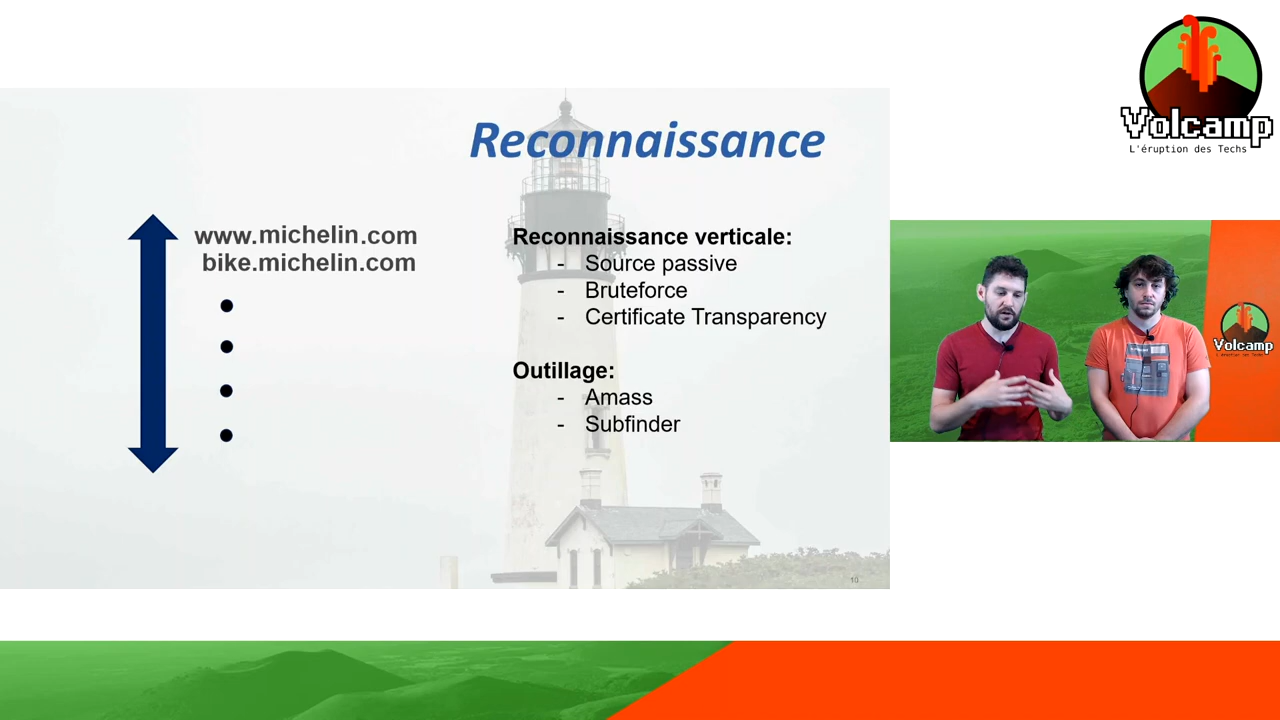 Volcamp
L'éruption des Techs
Reconnaissance
www.michelin.com
bike.michelin.com
Reconnaissance verticale:
- Source passive
- Bruteforce
- Certificate Transparency
Outillage:
- Amass
- Subfinder
10
Volcamp